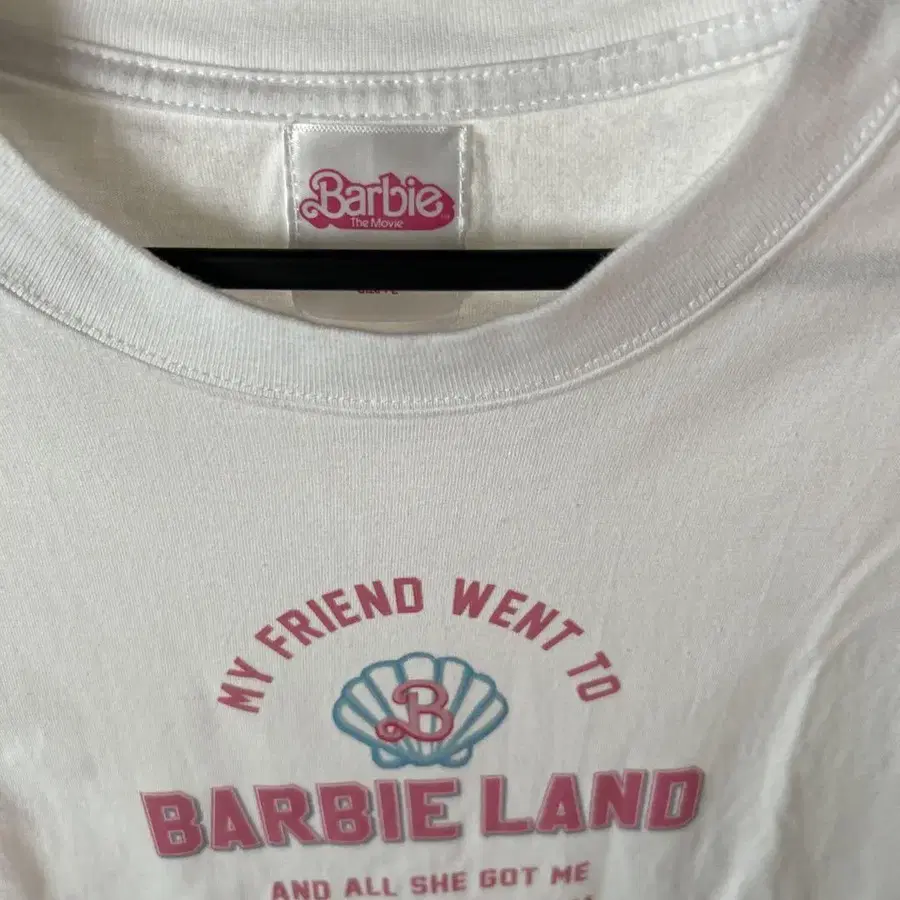 Barbie
The Movie
MY FRIEND WENT TO
B
BARBIE LAND
AND ALL SHE GOT ME